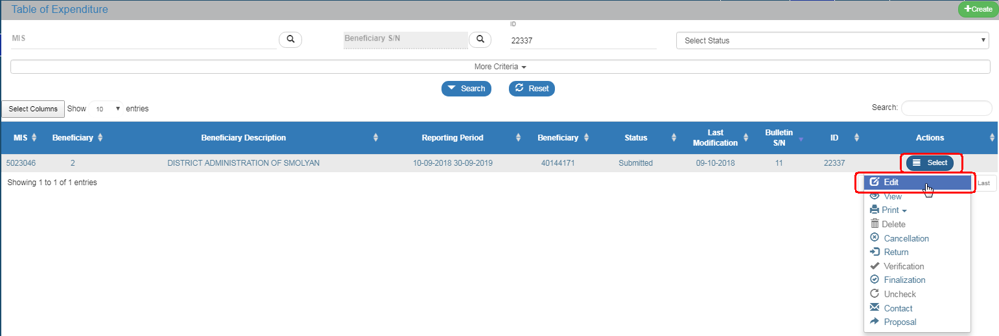 Table of Expenditure
Create
MIS
Beneficiary S/N
ID
22337
Select Status
More Criteria
Search
Reset
Select Columns Show 10 entries
Search:
MIS Beneficiary Beneficiary Description Reporting Period Beneficiary Status Last Modification Bulletin S/N ID Actions
5023046 2 DISTRICT ADMINISTRATION OF SMOLYAN 10-09-2018 30-09-2019 40144171 Submitted 09-10-2018 11 22337 Select
Showing 1 to 1 of 1 entries
Last
Edit
View
Print
Delete
Cancellation
Return
Verification
Finalization
Uncheck
Contact
Proposal